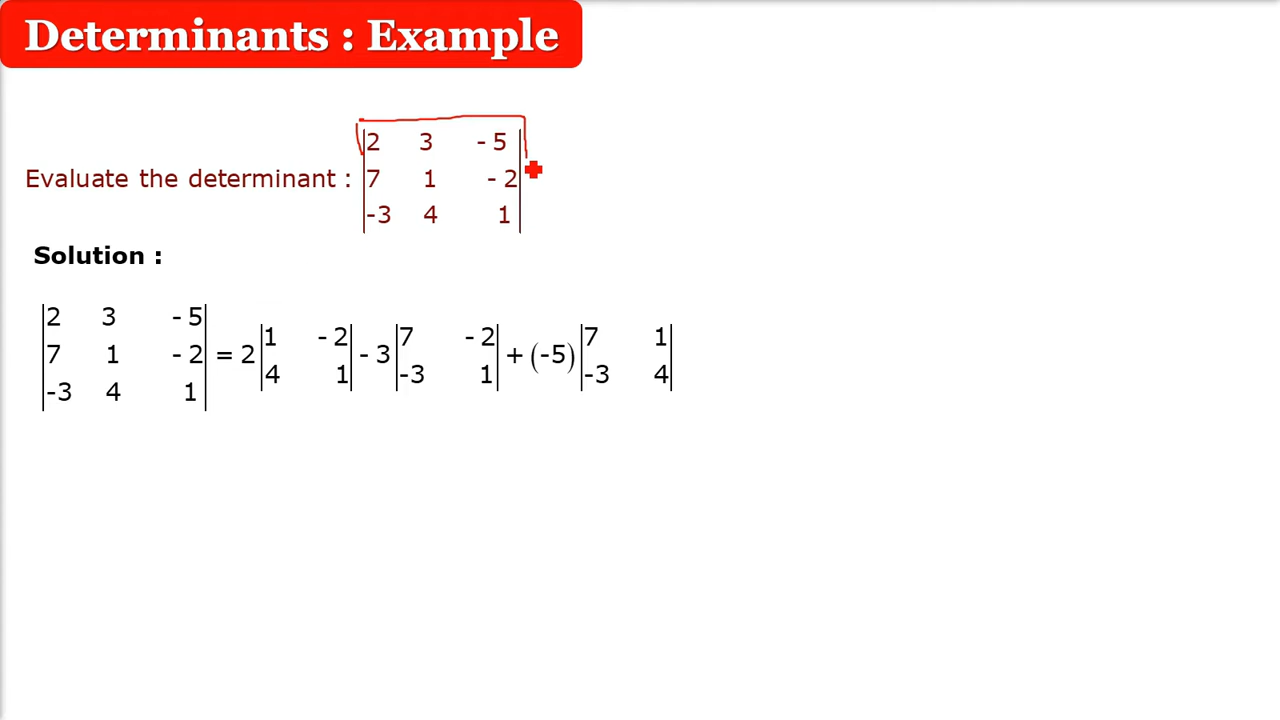 Determinants : Example
2 3 - 5
Evaluate the determinant : 7 1 - 2
-3 4 1
Solution :
2 3 - 5
7 1 - 2 = 2 |1 - 2| - 3 |7 - 2| + (-5) |7 1|
|4 1| |-3 1| |-3 4|
-3 4 1